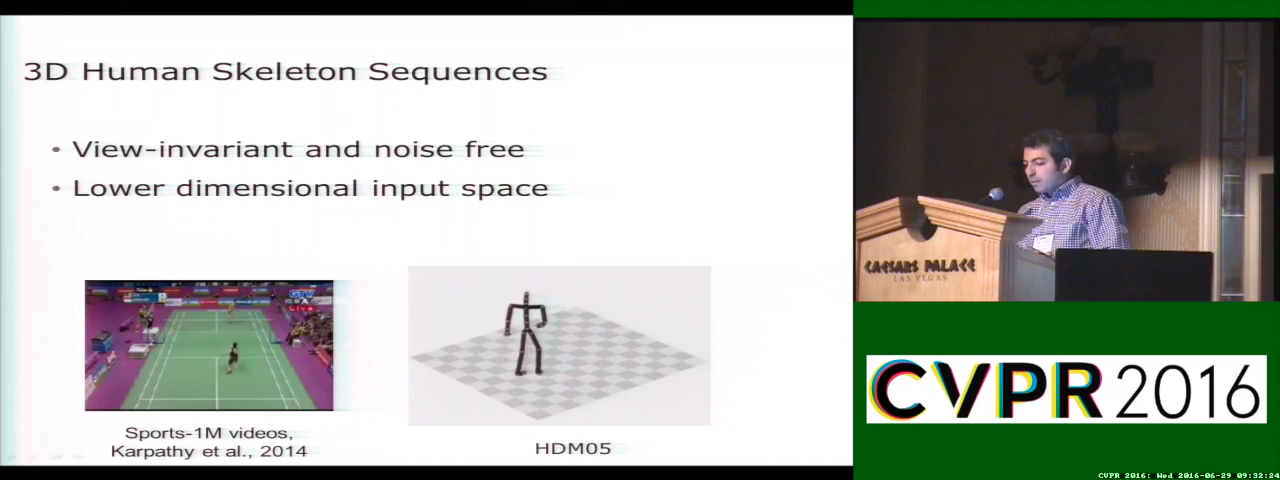 3D Human Skeleton Sequences
• View-invariant and noise free
• Lower dimensional input space
Live
Sports-1M videos,
Karpathy et al., 2014
HDM05
CAESARS PALACE
LAS VEGAS
CVPR 2016
CVPR 2016: Wed 2016-06-29 09:32:24